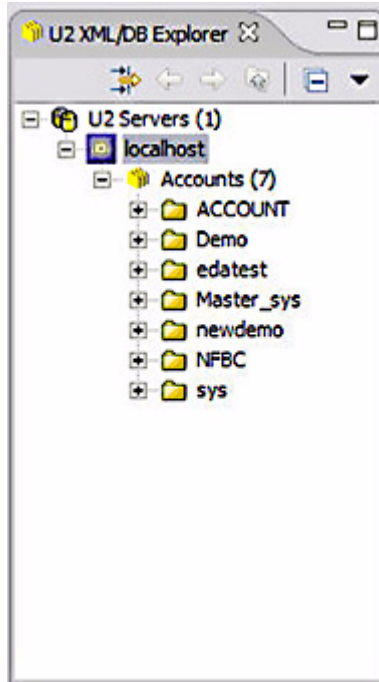 U2 XML/DB Explorer
U2 Servers (1)
localhost
Accounts (7)
ACCOUNT
Demo
edatest
Master_sys
newdemo
NFBC
sys